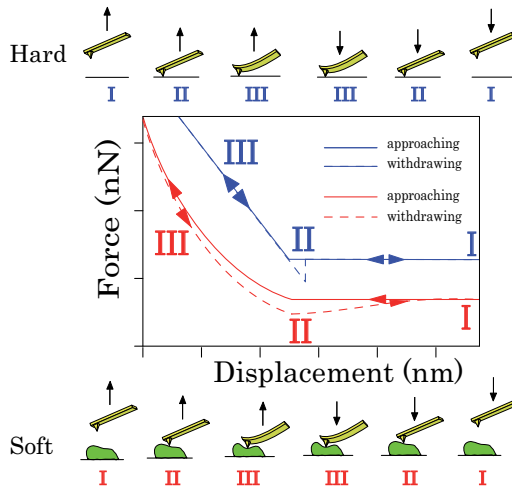 Hard
I II III III II I
Force (nN)
III
II
I
approaching
withdrawing
approaching
withdrawing
III
II
I
Displacement (nm)
Soft
I II III III II I